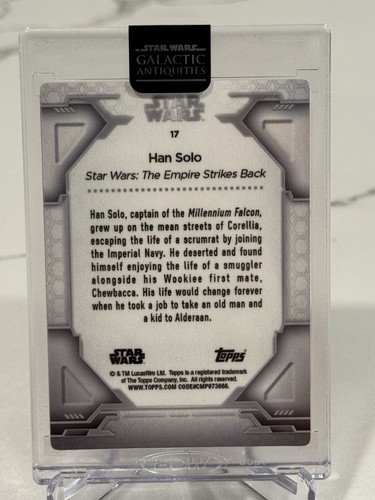 STAR WARS
GALACTIC
ANTIQUITIES
STAR
WARS
17
Han Solo
Star Wars: The Empire Strikes Back
Han Solo, captain of the Millennium Falcon,
grew up on the mean streets of Corellia,
escaping the life of a scrumrat by joining
the Imperial Navy. He deserted and found
himself enjoying the life of a smuggler
alongside his Wookiee first mate,
Chewbacca. His life would change forever
when he took a job to take an old man and
a kid to Alderaan.
STAR
WARS
Topps
© & TM Lucasfilm Ltd. Topps is a registered trademark
of The Topps Company, Inc. All rights reserved.
WWW.TOPPS.COM CODE#CMP073866.